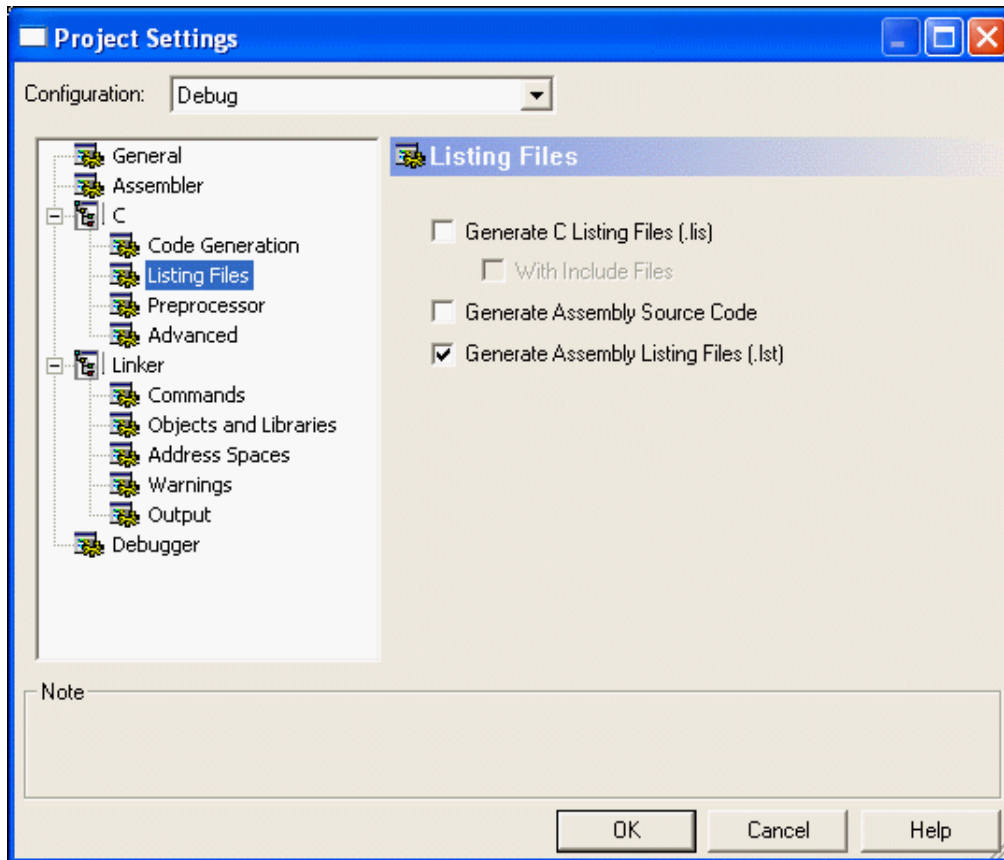 Project Settings
Configuration: Debug
General
Assembler
C
Code Generation
Listing Files
Preprocessor
Advanced
Linker
Commands
Objects and Libraries
Address Spaces
Warnings
Output
Debugger
Listing Files
Generate C Listing Files (.lis)
With Include Files
Generate Assembly Source Code
Generate Assembly Listing Files (.lst)
Note
OK Cancel Help